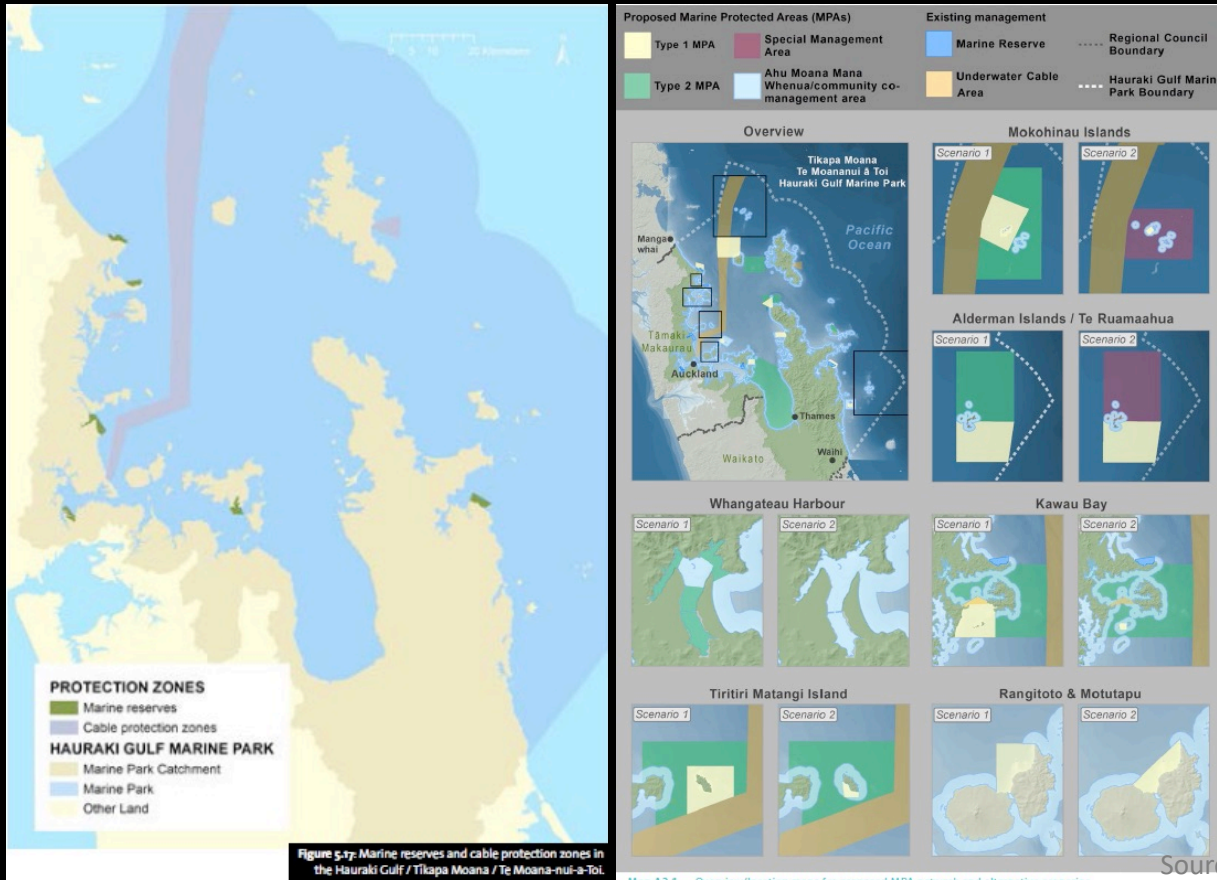 0 5 10 20 Kilometres
N
PROTECTION ZONES
Marine reserves
Cable protection zones
HAURAKI GULF MARINE PARK
Marine Park Catchment
Marine Park
Other Land
Figure 5.17: Marine reserves and cable protection zones in
the Hauraki Gulf / Tīkapa Moana / Te Moana-nui-a-Toi.
Proposed Marine Protected Areas (MPAs)
Type 1 MPA
Special Management
Area
Type 2 MPA
Ahu Moana Mana
Whenua/community co-
management area
Existing management
Marine Reserve
Regional Council
Boundary
Underwater Cable
Area
Hauraki Gulf Marin
Park Boundary
Overview
Tikapa Moana
Te Moananui ā Toi
Hauraki Gulf Marine Park
Pacific
Ocean
Manga
whai
Tāmaki-
Makaurau
Auckland
Thames
Waikato
Waihi
Mokohinau Islands
Scenario 1
Scenario 2
Alderman Islands / Te Ruamaahua
Scenario 1
Scenario 2
Whangateau Harbour
Scenario 1
Scenario 2
Kawau Bay
Scenario 1
Scenario 2
Tiritiri Matangi Island
Scenario 1
Scenario 2
Rangitoto & Motutapu
Scenario 1
Scenario 2
Sourc